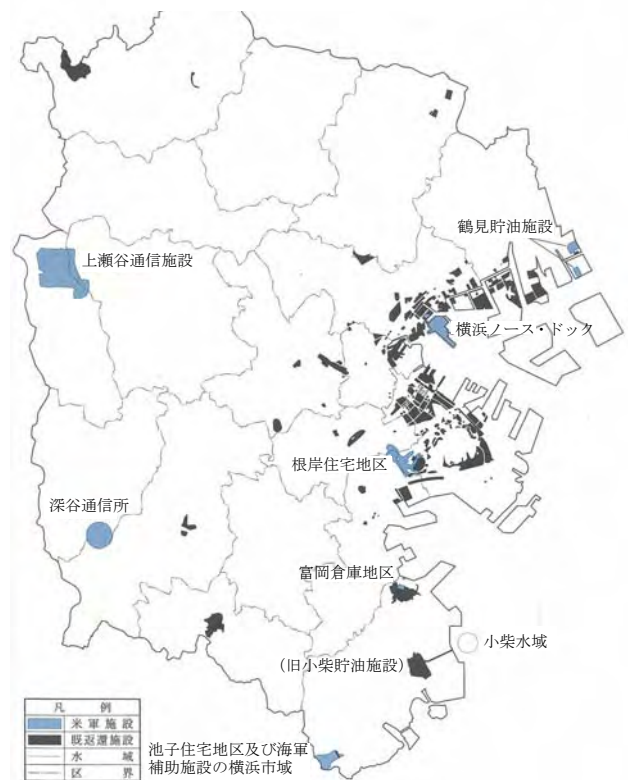 鶴見貯油施設
上瀬谷通信施設
横浜ノース・ドック
根岸住宅地区
深谷通信所
富岡倉庫地区
小柴水域
(旧小柴貯油施設)
凡 例
米軍施設
既返還施設
水 域
区 界
池子住宅地区及び海軍
補助施設の横浜市域